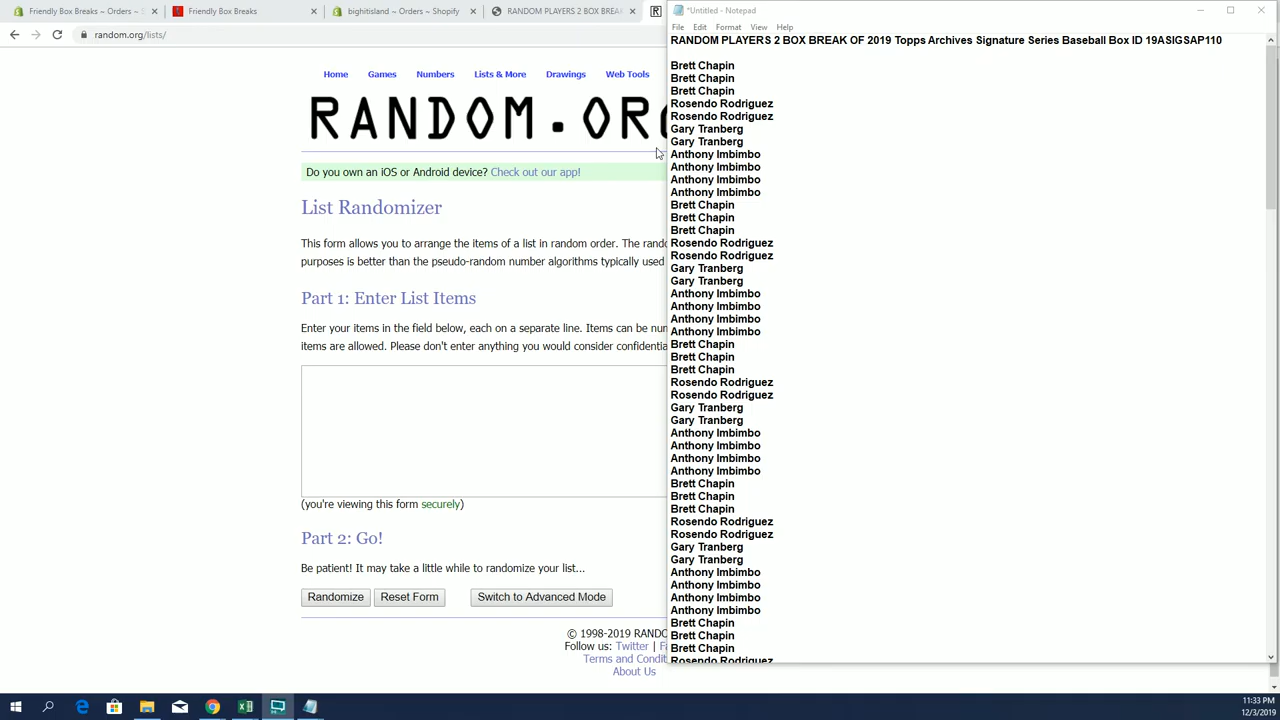 Friendly Box Breaks ~ Orders ~ S
Friendly Box Breaks
bighitisland ~ Orders ~ Shopify
RANDOM PLAYERS 2 BOX BREA
random.org/lists/
Home Games Numbers Lists & More Drawings Web Tools
RANDOM.ORG
Do you own an iOS or Android device? Check out our app!
List Randomizer
This form allows you to arrange the items of a list in random order. The rando
purposes is better than the pseudo-random number algorithms typically used
Part 1: Enter List Items
Enter your items in the field below, each on a separate line. Items can be nu
items are allowed. Please don't enter anything you would consider confidentia
(you're viewing this form securely)
Part 2: Go!
Be patient! It may take a little while to randomize your list...
Randomize Reset Form Switch to Advanced Mode
© 1998-2019 RANDO
Follow us: Twitter | Fa
Terms and Condit
About Us
*Untitled - Notepad
File Edit Format View Help
RANDOM PLAYERS 2 BOX BREAK OF 2019 Topps Archives Signature Series Baseball Box ID 19ASIGSAP110
Brett Chapin
Brett Chapin
Brett Chapin
Rosendo Rodriguez
Rosendo Rodriguez
Gary Tranberg
Gary Tranberg
Anthony Imbimbo
Anthony Imbimbo
Anthony Imbimbo
Anthony Imbimbo
Brett Chapin
Brett Chapin
Brett Chapin
Rosendo Rodriguez
Rosendo Rodriguez
Gary Tranberg
Gary Tranberg
Anthony Imbimbo
Anthony Imbimbo
Anthony Imbimbo
Anthony Imbimbo
Brett Chapin
Brett Chapin
Brett Chapin
Rosendo Rodriguez
Rosendo Rodriguez
Gary Tranberg
Gary Tranberg
Anthony Imbimbo
Anthony Imbimbo
Anthony Imbimbo
Anthony Imbimbo
Brett Chapin
Brett Chapin
Brett Chapin
Rosendo Rodriguez
Rosendo Rodriguez
Gary Tranberg
Gary Tranberg
Anthony Imbimbo
Anthony Imbimbo
Anthony Imbimbo
Anthony Imbimbo
Brett Chapin
Brett Chapin
Brett Chapin
Rosendo Rodriguez
11:33 PM
12/3/2019